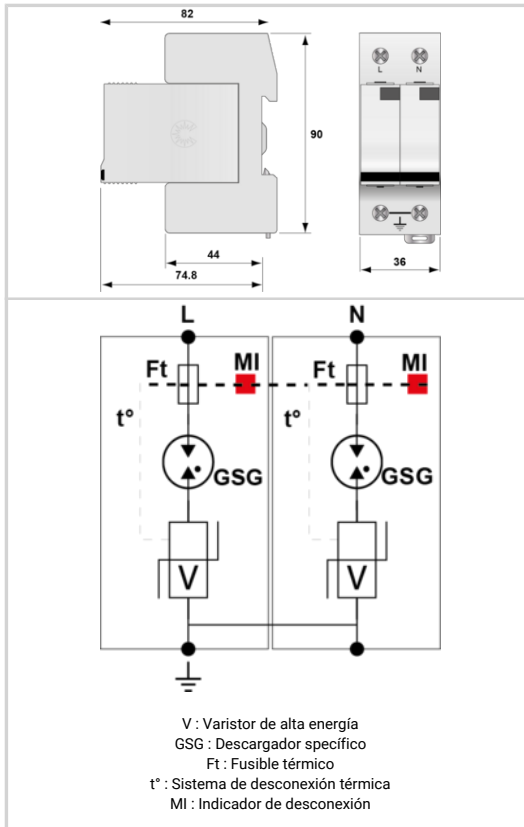 82
L N
90
44
74.8
36
L N
Ft MI Ft MI
t° t°
GSG GSG
V V
V : Varistor de alta energía
GSG : Descargador específico
Ft : Fusible térmico
t° : Sistema de desconexión térmica
MI : Indicador de desconexión